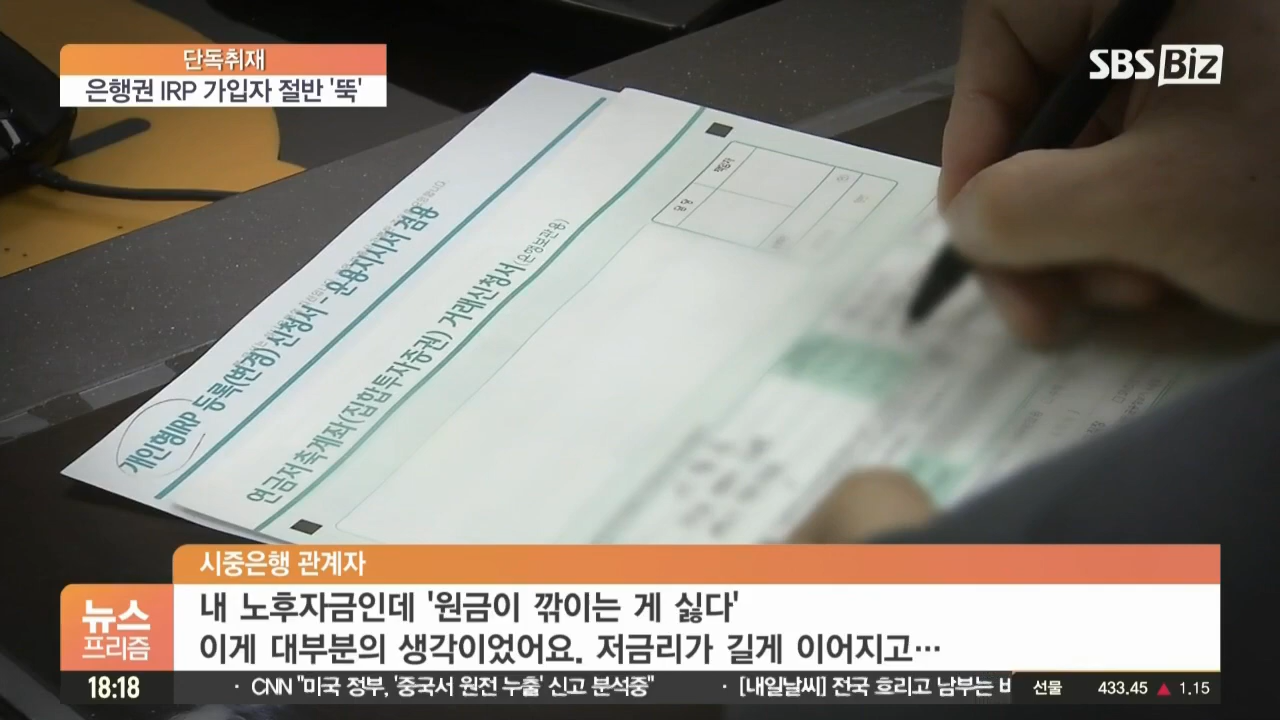 단독취재
은행권 IRP 가입자 절반 '뚝'
SBS Biz
개인형IRP 등록(변경) 신청서 - 운용지시서 겸용
연금저축계좌(집합투자증권) 거래신청서(은행보관용)
시중은행 관계자
뉴스
프리즘
내 노후자금인데 '원금이 깎이는 게 싫다'
이게 대부분의 생각이었어요. 저금리가 길게 이어지고…
18:18
· CNN "미국 정부, '중국서 원전 누출' 신고 분석중"
· [내일날씨] 전국 흐리고 남부는 비
선물 433.45 ▲ 1.15